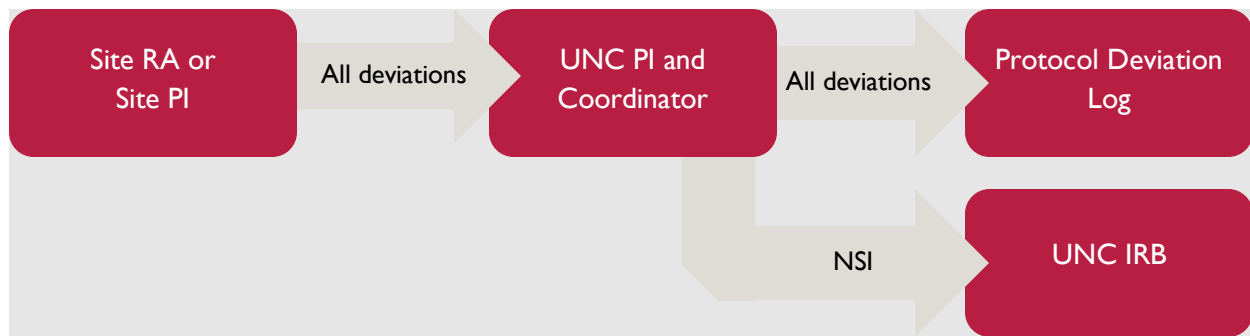 Site RA or
Site PI
All deviations
UNC PI and
Coordinator
All deviations
Protocol Deviation
Log
NSI
UNC IRB